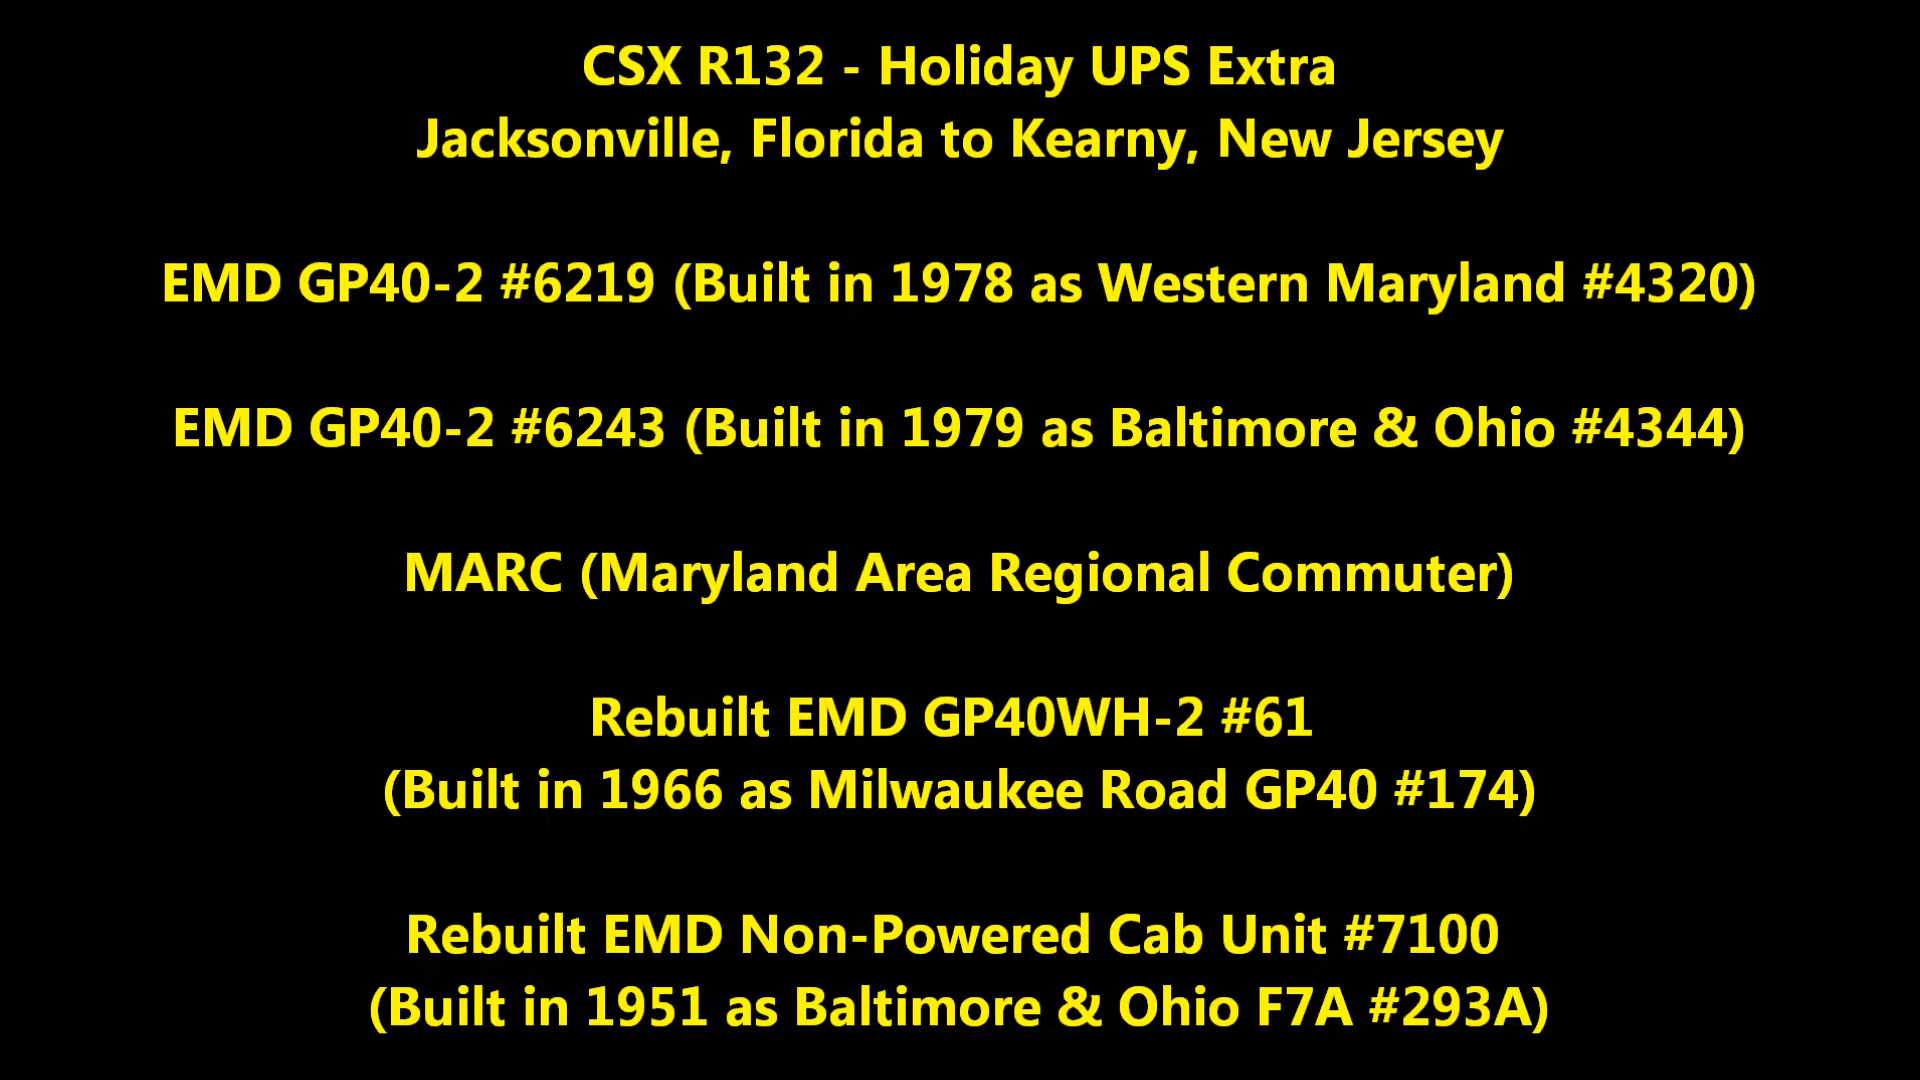 CSX R132 - Holiday UPS Extra
Jacksonville, Florida to Kearny, New Jersey
EMD GP40-2 #6219 (Built in 1978 as Western Maryland #4320)
EMD GP40-2 #6243 (Built in 1979 as Baltimore & Ohio #4344)
MARC (Maryland Area Regional Commuter)
Rebuilt EMD GP40WH-2 #61
(Built in 1966 as Milwaukee Road GP40 #174)
Rebuilt EMD Non-Powered Cab Unit #7100
(Built in 1951 as Baltimore & Ohio F7A #293A)